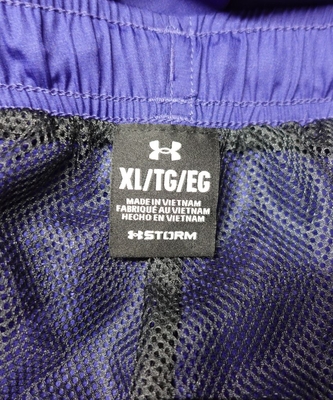 XL/TG/EG
MADE IN VIETNAM
FABRIQUÉ AU VIETNAM
HECHO EN VIETNAM
STORM